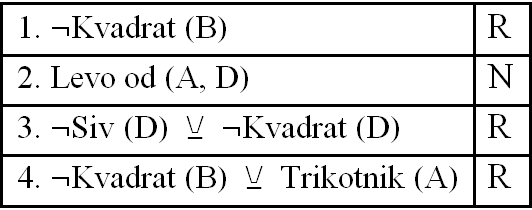 1. ¬Kvadrat (B) R
2. Levo od (A, D) N
3. ¬Siv (D) ⊻ ¬Kvadrat (D) R
4. ¬Kvadrat (B) ⊻ Trikotnik (A) R